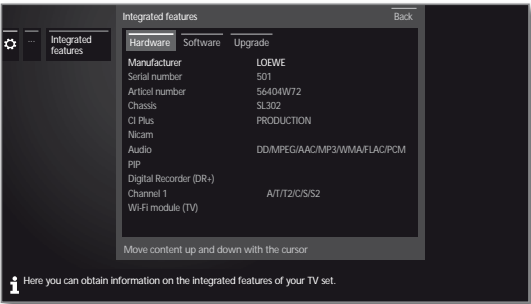 Integrated features
Back
...
Integrated
features
Hardware Software Upgrade
Manufacturer LOEWE
Serial number 501
Articel number 56404W72
Chassis SL302
CI Plus PRODUCTION
Nicam
Audio DD/MPEG/AAC/MP3/WMA/FLAC/PCM
PIP
Digital Recorder (DR+)
Channel 1 A/T/T2/C/S/S2
Wi-Fi module (TV)
Move content up and down with the cursor
Here you can obtain information on the integrated features of your TV set.